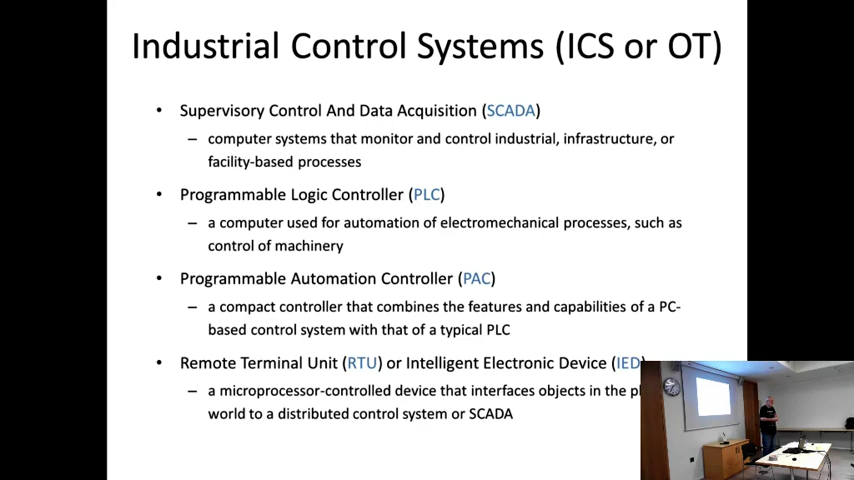 Industrial Control Systems (ICS or OT)
• Supervisory Control And Data Acquisition (SCADA)
– computer systems that monitor and control industrial, infrastructure, or
facility-based processes
• Programmable Logic Controller (PLC)
– a computer used for automation of electromechanical processes, such as
control of machinery
• Programmable Automation Controller (PAC)
– a compact controller that combines the features and capabilities of a PC-
based control system with that of a typical PLC
• Remote Terminal Unit (RTU) or Intelligent Electronic Device (IED)
– a microprocessor-controlled device that interfaces objects in the
world to a distributed control system or SCADA